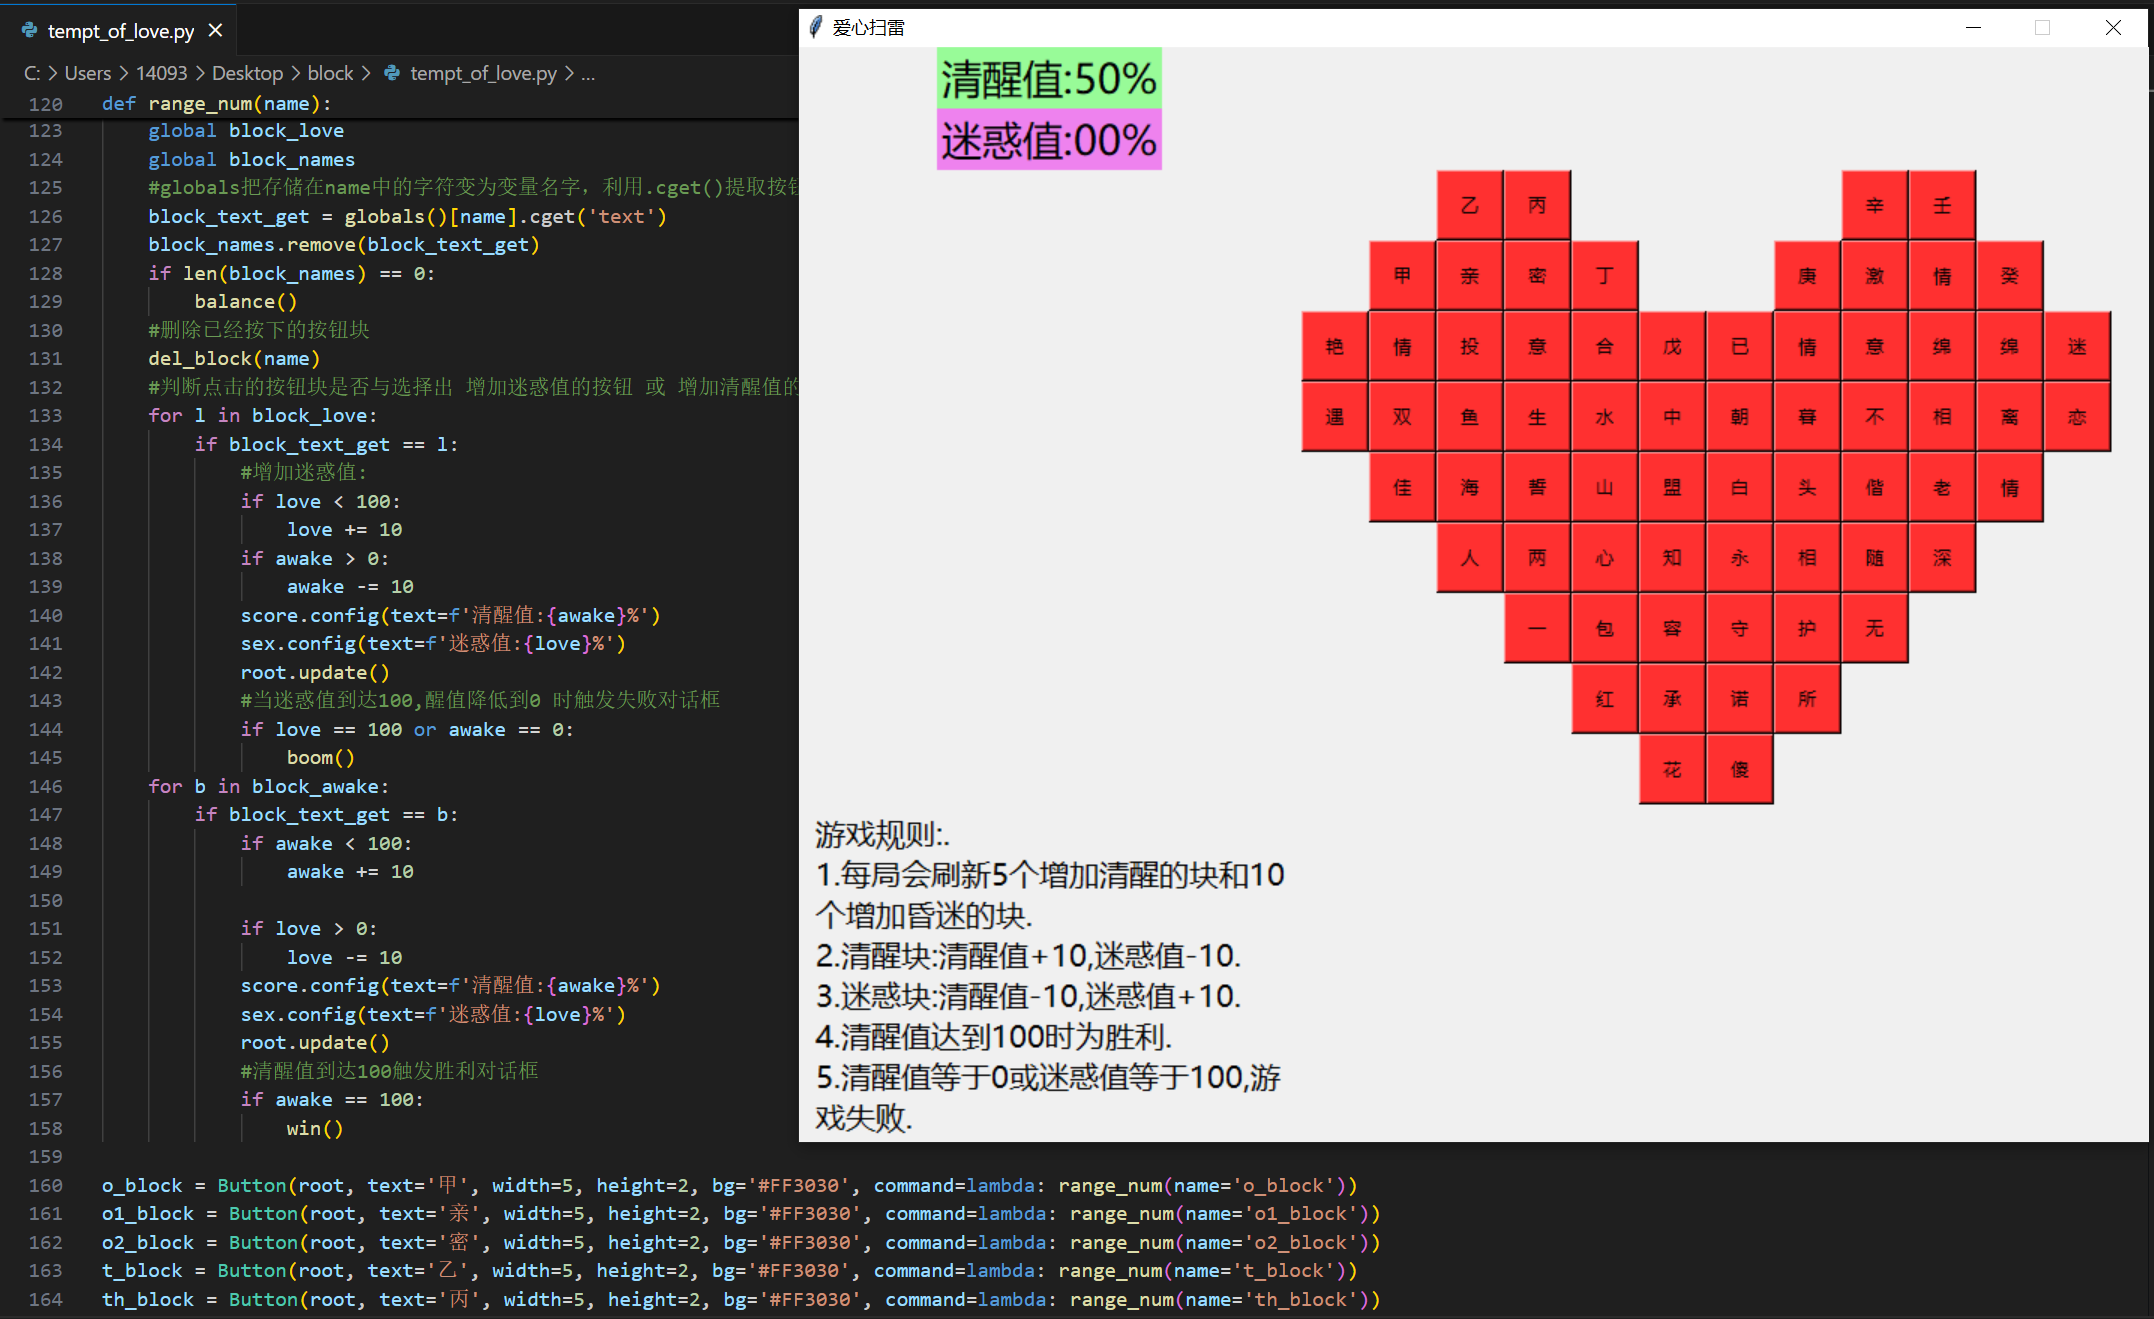 tempt_of_love.py
C: > Users > 14093 > Desktop > block > tempt_of_love.py > ...
120 def range_num(name):
123 global block_love
124 global block_names
125 #globals把存储在name中的字符变为变量名字，利用.cget()提取按钮
126 block_text_get = globals()[name].cget('text')
127 block_names.remove(block_text_get)
128 if len(block_names) == 0:
129 balance()
130 #删除已经按下的按钮块
131 del_block(name)
132 #判断点击的按钮块是否与选择出 增加迷惑值的按钮 或 增加清醒值的
133 for l in block_love:
134 if block_text_get == l:
135 #增加迷惑值:
136 if love < 100:
137 love += 10
138 if awake > 0:
139 awake -= 10
140 score.config(text=f'清醒值:{awake}%')
141 sex.config(text=f'迷惑值:{love}%')
142 root.update()
143 #当迷惑值到达100,醒值降低到0 时触发失败对话框
144 if love == 100 or awake == 0:
145 boom()
146 for b in block_awake:
147 if block_text_get == b:
148 if awake < 100:
149 awake += 10
150
151 if love > 0:
152 love -= 10
153 score.config(text=f'清醒值:{awake}%')
154 sex.config(text=f'迷惑值:{love}%')
155 root.update()
156 #清醒值到达100触发胜利对话框
157 if awake == 100:
158 win()
159
160 o_block = Button(root, text='甲', width=5, height=2, bg='#FF3030', command=lambda: range_num(name='o_block'))
161 o1_block = Button(root, text='亲', width=5, height=2, bg='#FF3030', command=lambda: range_num(name='o1_block'))
162 o2_block = Button(root, text='密', width=5, height=2, bg='#FF3030', command=lambda: range_num(name='o2_block'))
163 t_block = Button(root, text='乙', width=5, height=2, bg='#FF3030', command=lambda: range_num(name='t_block'))
164 th_block = Button(root, text='丙', width=5, height=2, bg='#FF3030', command=lambda: range_num(name='th_block'))
爱心扫雷
清醒值:50%
迷惑值:00%
乙 丙 辛 壬
甲 亲 密 丁 庚 激 情 癸
艳 情 投 意 合 戊 已 情 意 绵 绵 迷
遇 双 鱼 生 水 中 朝 暮 不 相 离 恋
佳 海 誓 山 盟 白 头 偕 老 情
人 两 心 知 永 相 随 深
一 包 容 守 护 无
红 承 诺 所
花 傻
游戏规则:.
1.每局会刷新5个增加清醒的块和10
个增加昏迷的块.
2.清醒块:清醒值+10,迷惑值-10.
3.迷惑块:清醒值-10,迷惑值+10.
4.清醒值达到100时为胜利.
5.清醒值等于0或迷惑值等于100,游
戏失败.